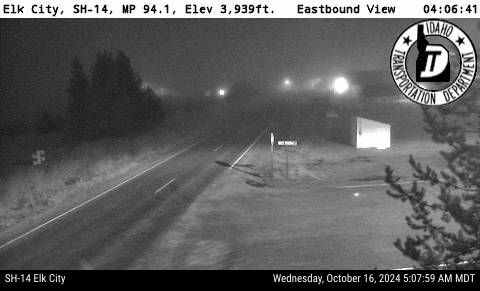 Elk City, SH-14, MP 94.1, Elev 3,939ft. Eastbound View 04:06:41
IDAHO
TRANSPORTATION DEPARTMENT
SH-14 Elk City Wednesday, October 16, 2024 5:07:59 AM MDT